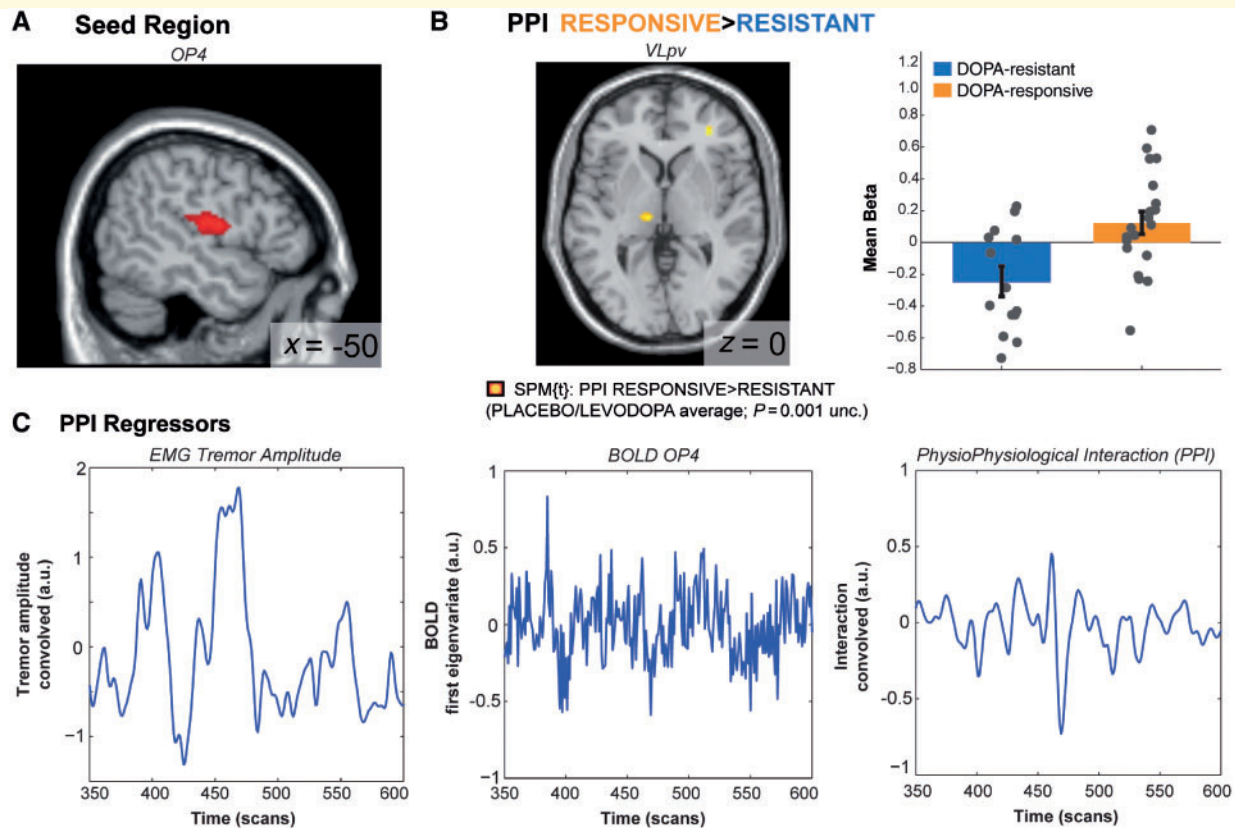 A Seed Region
OP4
x = -50
B PPI RESPONSIVE>RESISTANT
VLpv
z = 0
SPM{t}: PPI RESPONSIVE>RESISTANT
(PLACEBO/LEVODOPA average; P = 0.001 unc.)
DOPA-resistant
DOPA-responsive
Mean Beta
1.2
1.2
0.8
0.6
0.4
0.2
0
−0.2
−0.4
−0.6
−0.8
C PPI Regressors
EMG Tremor Amplitude
Tremor amplitude
convolved (a.u.)
2
1
0
−1
350 400 450 500 550 600
Time (scans)
BOLD OP4
BOLD
first eigenvariate (a.u.)
1
0.5
0
-0.5
−1
350 400 450 500 550 600
Time (scans)
PhysioPhysiological Interaction (PPI)
Interaction
convolved (a.u.)
1
0.5
0
-0.5
−1
350 400 450 500 550 600
Time (scans)